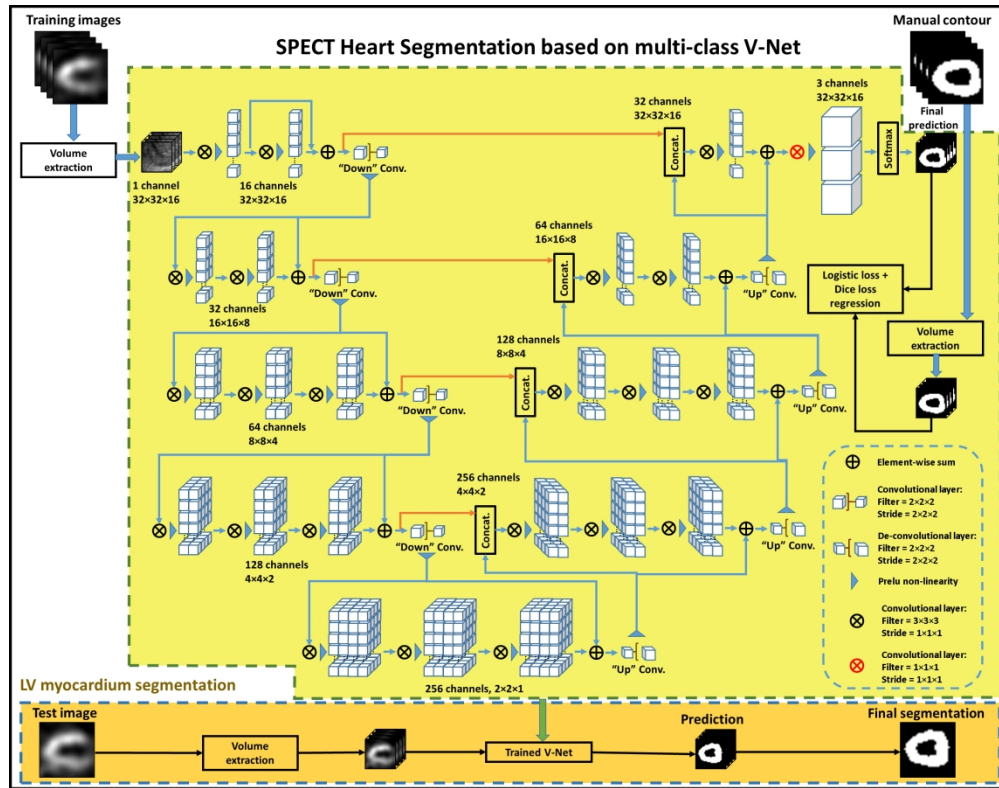 Training images
Manual contour
SPECT Heart Segmentation based on multi-class V-Net
Volume
extraction
1 channel
32×32×16
16 channels
32×32×16
"Down" Conv.
32 channels
32×32×16
Concat.
3 channels
32×32×16
Softmax
Final
prediction
32 channels
16×16×8
"Down" Conv.
64 channels
16×16×8
Concat.
"Up" Conv.
Logistic loss +
Dice loss
regression
Volume
extraction
64 channels
8×8×4
"Down" Conv.
128 channels
8×8×4
Concat.
"Up" Conv.
128 channels
4×4×2
"Down" Conv.
256 channels
4×4×2
Concat.
"Up" Conv.
256 channels, 2×2×1
"Up" Conv.
Element-wise sum
Convolutional layer:
Filter = 2×2×2
Stride = 2×2×2
De-convolutional layer:
Filter = 2×2×2
Stride = 2×2×2
Prelu non-linearity
Convolutional layer:
Filter = 3×3×3
Stride = 1×1×1
Convolutional layer:
Filter = 1×1×1
Stride = 1×1×1
LV myocardium segmentation
Test image
Volume
extraction
Trained V-Net
Prediction
Final segmentation